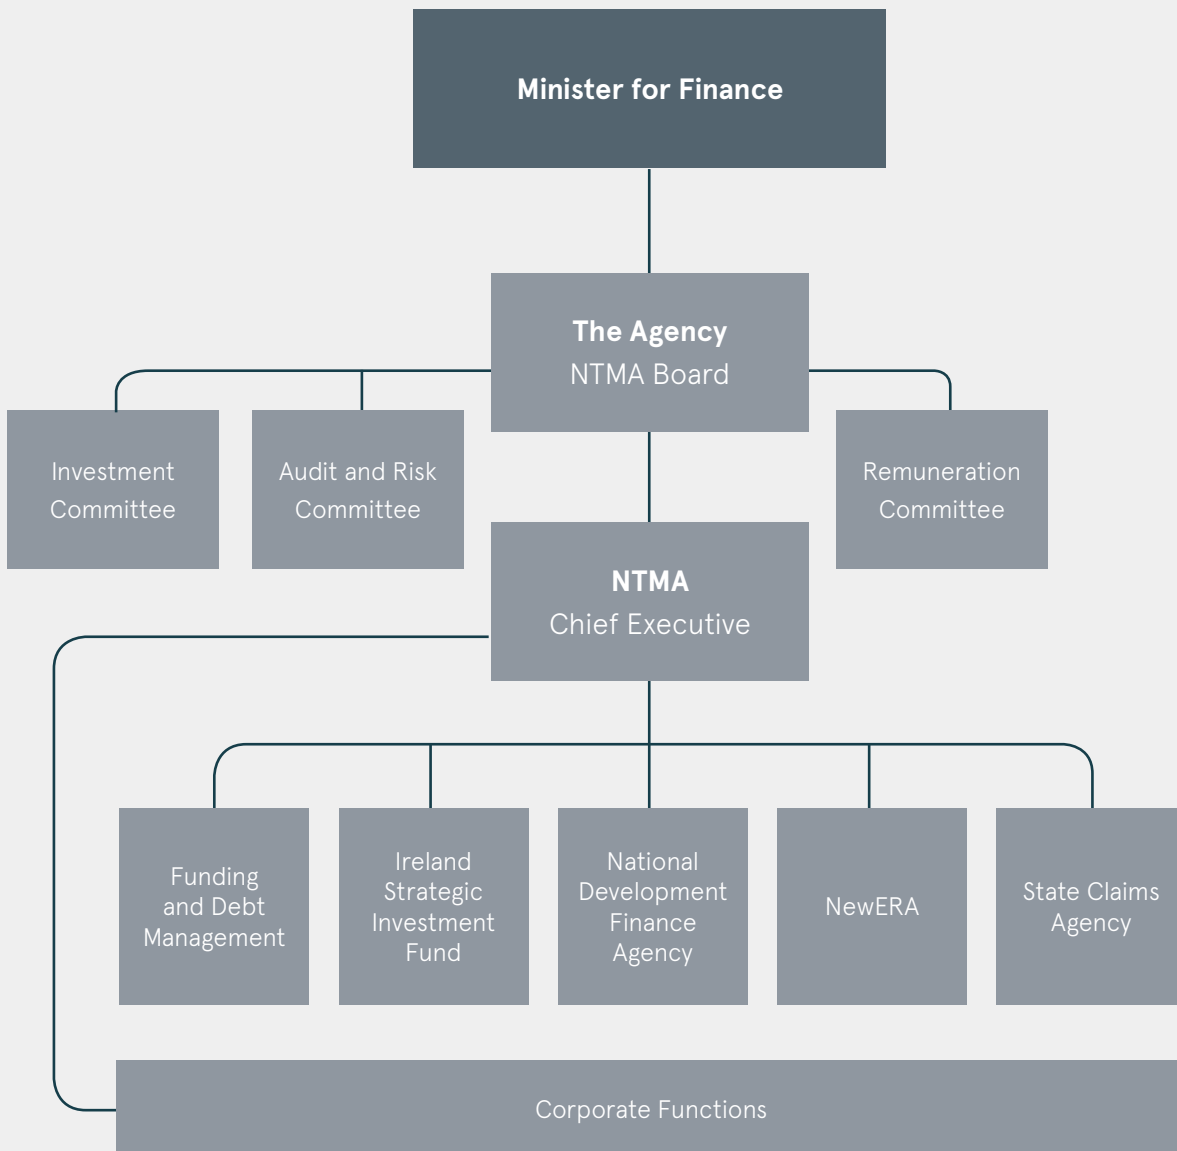 Minister for Finance
The Agency
NTMA Board
Investment
Committee
Audit and Risk
Committee
Remuneration
Committee
NTMA
Chief Executive
Funding
and Debt
Management
Ireland
Strategic
Investment
Fund
National
Development
Finance
Agency
NewERA
State Claims
Agency
Corporate Functions